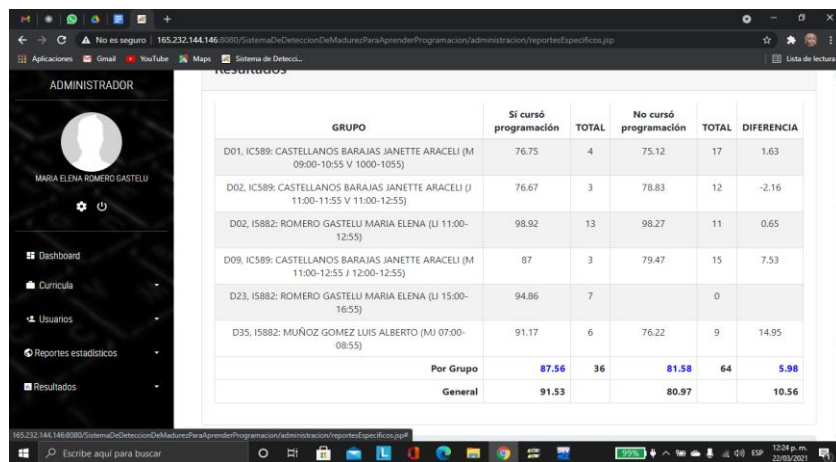 No es seguro | 165.232.144.146:8080/SistemaDeDeteccionDeMadurezParaAprenderProgramacion/administracion/reportesEspecificos.jsp
Aplicaciones Gmail YouTube Maps Sistema de Detecci... Lista de lectura
ADMINISTRADOR
MARIA ELENA ROMERO GASTELU
Dashboard
Curricula
Usuarios
Reportes estadísticos
Resultados
Resultados
GRUPO Sí cursó programación TOTAL No cursó programación TOTAL DIFERENCIA
D01, IC589: CASTELLANOS BARAJAS JANETTE ARACELI (M 76.75 4 75.12 17 1.63
09:00-10:55 V 1000-1055)
D02, IC589: CASTELLANOS BARAJAS JANETTE ARACELI (J 76.67 3 78.83 12 -2.16
11:00-11:55 V 11:00-12:55)
D02, I5882: ROMERO GASTELU MARIA ELENA (LI 11:00- 98.92 13 98.27 11 0.65
12:55)
D09, IC589: CASTELLANOS BARAJAS JANETTE ARACELI (M 87 3 79.47 15 7.53
11:00-12:55 J 12:00-12:55)
D23, I5882: ROMERO GASTELU MARIA ELENA (LI 15:00- 94.86 7 0
16:55)
D35, I5882: MUÑOZ GOMEZ LUIS ALBERTO (MJ 07:00- 91.17 6 76.22 9 14.95
08:55)
Por Grupo 87.56 36 81.58 64 5.98
General 91.53 80.97 10.56
165.232.144.146:8080/SistemaDeDeteccionDeMadurezParaAprenderProgramacion/administracion/reportesEspecificos.jsp#
Escribe aquí para buscar 99% ESP 12:24 p. m.
22/03/2021